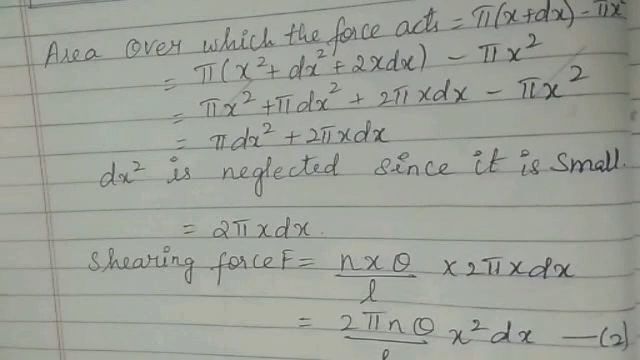 Area over which the force acts = π(x+dx) - πx²
= π(x² + dx² + 2xdx) - πx²
= πx² + πdx² + 2πxdx - πx²
= πdx² + 2πxdx
dx² is neglected since it is small.
= 2πxdx.
Shearing force F = nxθ/l × 2πxdx
= 2πnθ/l x²dx —(2)